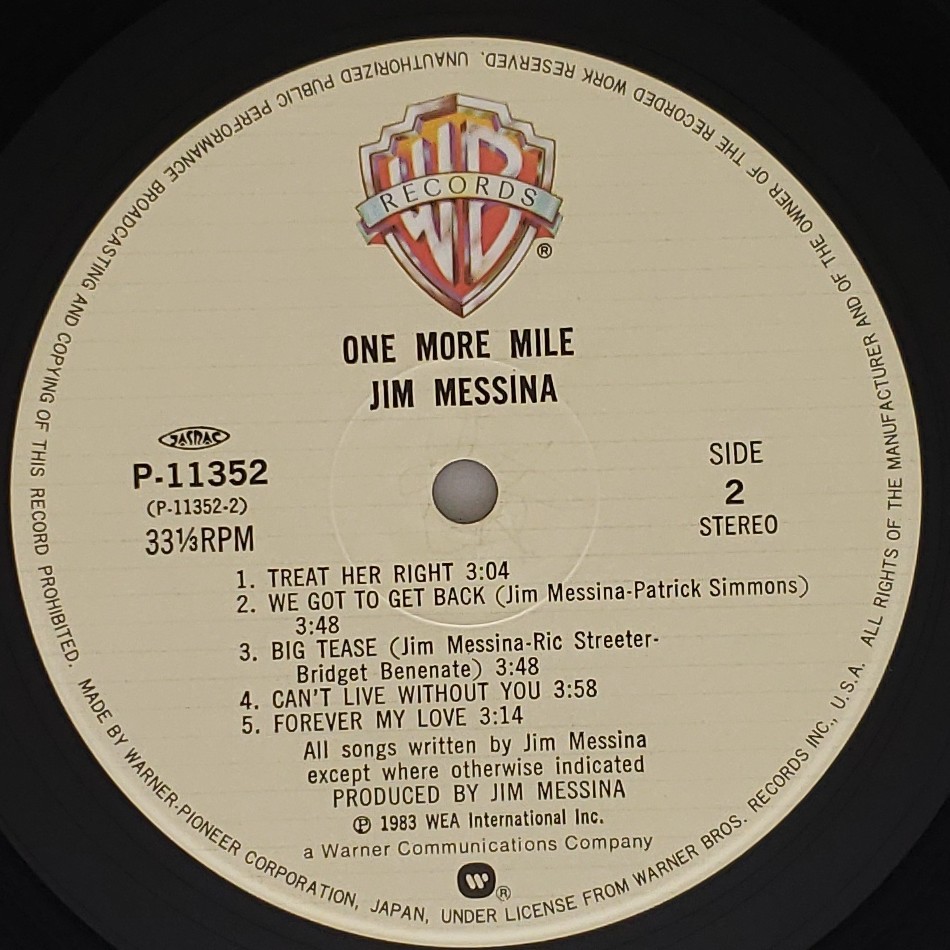 WB
RECORDS
®
ONE MORE MILE
JIM MESSINA
JASRAC
P-11352
(P-11352-2)
33⅓RPM
SIDE
2
STEREO
1. TREAT HER RIGHT 3:04
2. WE GOT TO GET BACK (Jim Messina-Patrick Simmons)
3:48
3. BIG TEASE (Jim Messina-Ric Streeter-
Bridget Benenate) 3:48
4. CAN'T LIVE WITHOUT YOU 3:58
5. FOREVER MY LOVE 3:14
All songs written by Jim Messina
except where otherwise indicated
PRODUCED BY JIM MESSINA
℗ 1983 WEA International Inc.
a Warner Communications Company
®
MADE BY WARNER-PIONEER CORPORATION, JAPAN, UNDER LICENSE FROM WARNER BROS. RECORDS INC., U.S.A. ALL RIGHTS OF THE MANUFACTURER AND OF THE OWNER OF THE RECORDED WORK RESERVED. UNAUTHORIZED PUBLIC PERFORMANCE BROADCASTING AND COPYING OF THIS RECORD PROHIBITED.